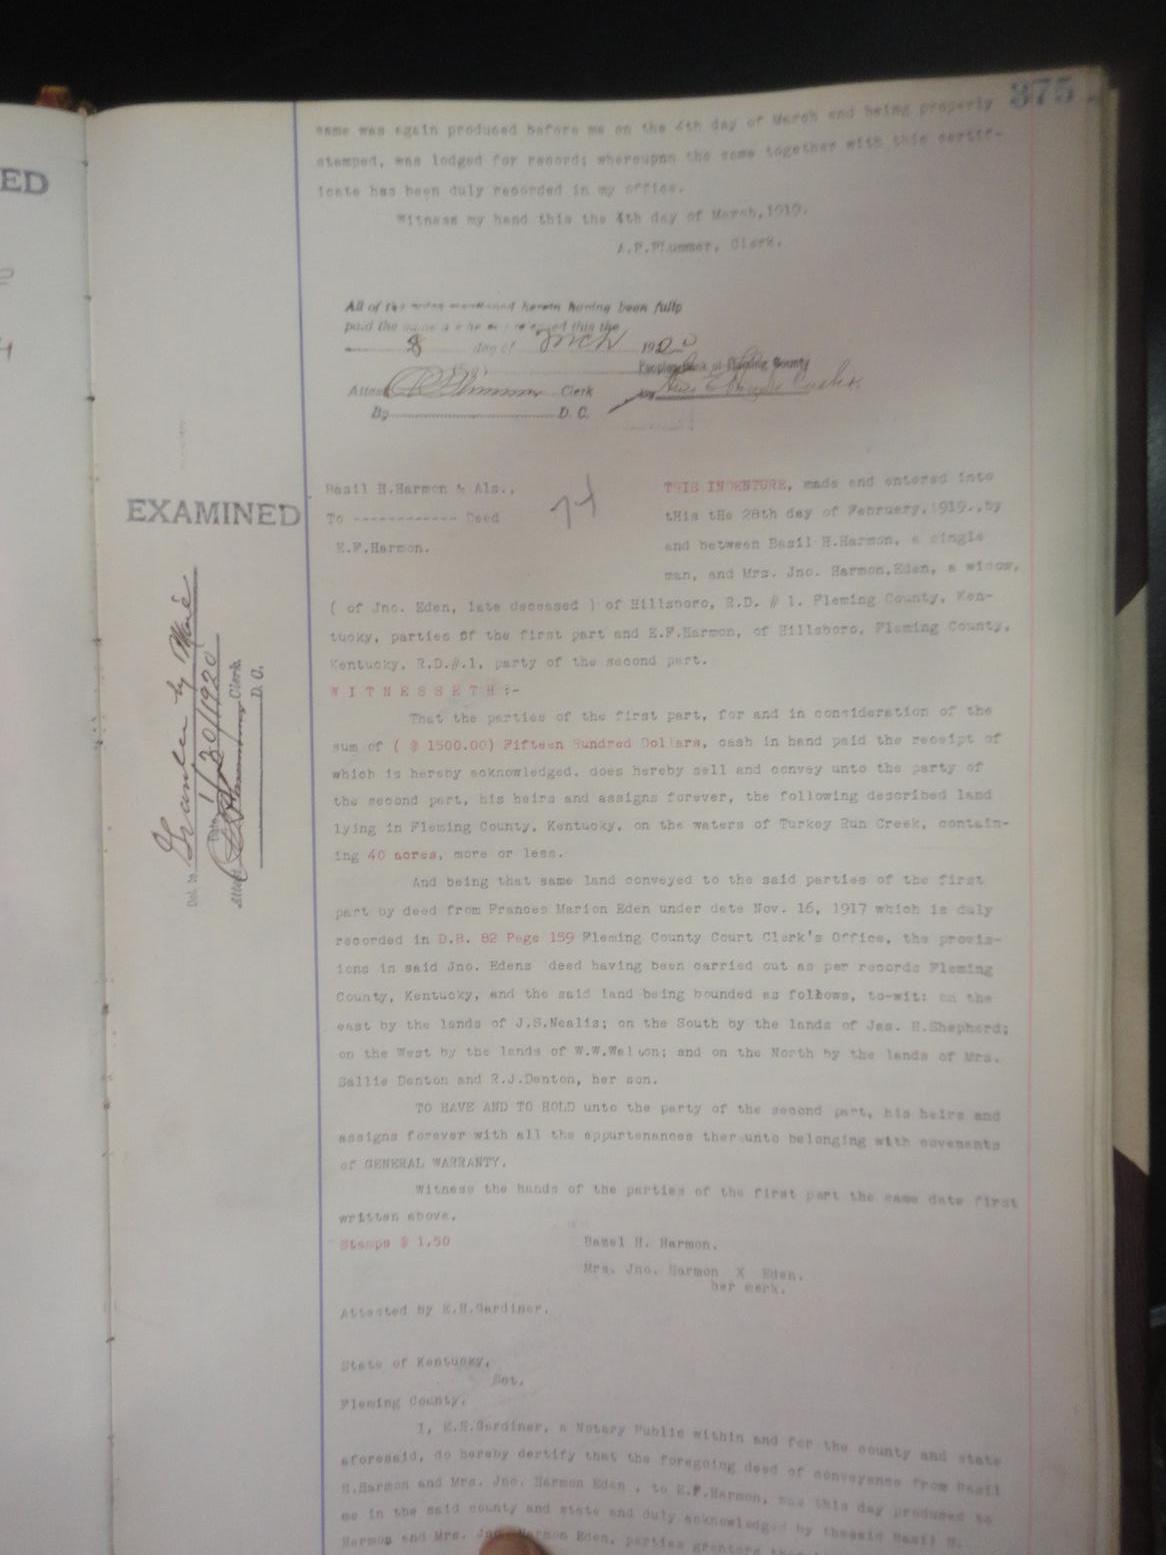 375
ED
same was again produced before me on the 4th day of March and being properly
stamped, was lodged for record; whereupon the same together with this certif-
icate has been duly recorded in my office.
Witness my hand this the 4th day of March,1919.
A.P.Plummer, Clerk.
All of the herein having been fully
paid the this the
8 day of Mch 1920
Peoples Bank of Fleming County
Attest Clerk By
By D. C.
EXAMINED
Basil H.Harmon & Als.,
To ------------ Deed
E.F.Harmon.
THIS INDENTURE, made and entered into
tHis tHe 28th day of February,1919.,by
and between Basil H.Harmon, a single
man, and Mrs. Jno. Harmon,Eden, a widow,
( of Jno. Eden, late deceased ) of Hillsboro, R.D. # 1. Fleming County, Ken-
tucky, parties of the first part and E.F.Harmon, of Hillsboro, Fleming County,
Kentucky, R.D.#.1, party of the second part.
W I T N E S S E T H :-
That the parties of the first part, for and in consideration of the
sum of ( $ 1500.00) Fifteen Hundred Dollars, cash in hand paid the receipt of
which is hereby acknowledged, does hereby sell and convey unto the party of
the second part, his heirs and assigns forever, the following described land
lying in Fleming County, Kentucky, on the waters of Turkey Run Creek, contain-
ing 40 acres, more or less.
And being that same land conveyed to the said parties of the first
part by deed from Frances Marion Eden under date Nov. 16, 1917 which is duly
recorded in D.B. 82 Page 159 Fleming County Court Clerk's Office, the provis-
ions in said Jno. Edens deed having been carried out as per records Fleming
County, Kentucky, and the said land being bounded as follows, to-wit: on the
east by the lands of J.S.Nealis; on the South by the lands of Jas. H.Shepherd;
on the West by the lands of W.W.Walton; and on the North by the lands of Mrs.
Sallie Denton and R.J.Denton, her son.
TO HAVE AND TO HOLD unto the party of the second part, his heirs and
assigns forever with all the appurtenances thereunto belonging with covenants
of GENERAL WARRANTY.
Witness the hands of the parties of the first part the same date first
written above.
Stamps $ 1.50
Bazel H. Harmon.
Mrs. Jno. Harmon X Eden.
her mark.
Attested by E.H.Gardiner.
State of Kentucky,
Sct.
Fleming County.
I, E.H.Gardiner, a Notary Public within and for the county and state
aforesaid, do hereby dertify that the foregoing deed of conveyance from Basil
H.Harmon and Mrs. Jno. Harmon Eden , to E.F.Harmon, was this day produced to
me in the said county and state and duly acknowledged by thesaid Basil H.
Harmon and Mrs. Jno. Harmon Eden, parties grantors
Del. to Grantee by
Date 1/30/1920
Attest Clerk.
D. C.